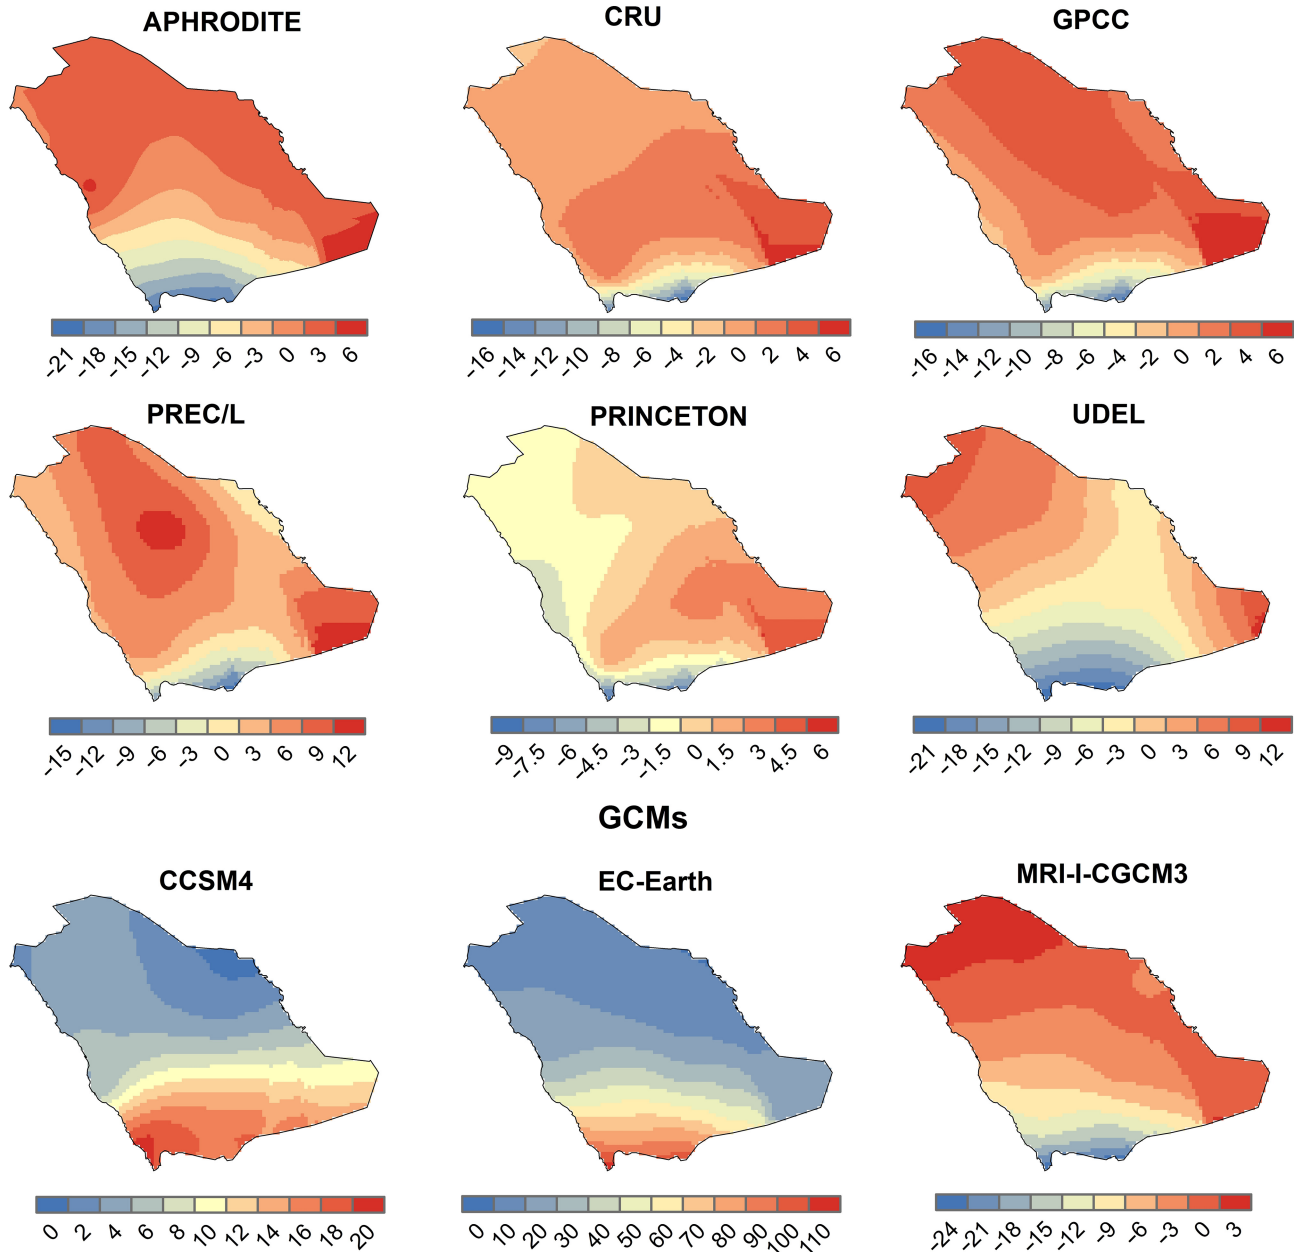 APHRODITE CRU GPCC
-21 -18 -15 -12 -9 -6 -3 0 3 6
-16 -14 -12 -10 -8 -6 -4 -2 0 2 4 6
-16 -14 -12 -10 -8 -6 -4 -2 0 2 4 6
PREC/L PRINCETON UDEL
-15 -12 -9 -6 -3 0 3 6 9 12
-9 -7.5 -6 -4.5 -3 -1.5 0 1.5 3 4.5 6
-21 -18 -15 -12 -9 -6 -3 0 3 6 9 12
GCMs
CCSM4 EC-Earth MRI-I-CGCM3
0 2 4 6 8 10 12 14 16 18 20
0 10 20 30 40 50 60 70 80 90 100 110
-24 -21 -18 -15 -12 -9 -6 -3 0 3